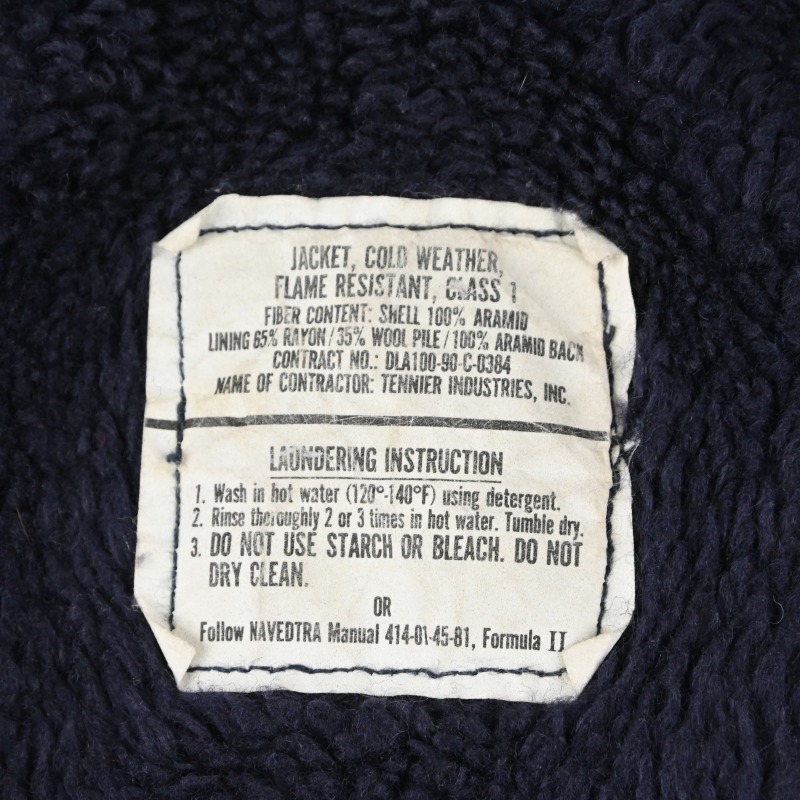 JACKET, COLD WEATHER,
FLAME RESISTANT, CLASS 1
FIBER CONTENT: SHELL 100% ARAMID
LINING 65% RAYON/35% WOOL PILE/100% ARAMID BACK
CONTRACT NO.: DLA100-90-C-0384
NAME OF CONTRACTOR: TENNIER INDUSTRIES, INC.
LAUNDERING INSTRUCTION
1. Wash in hot water (120°-140°F) using detergent.
2. Rinse thoroughly 2 or 3 times in hot water. Tumble dry.
3. DO NOT USE STARCH OR BLEACH. DO NOT
DRY CLEAN.
OR
Follow NAVEDTRA Manual 414-01-45-81, Formula II